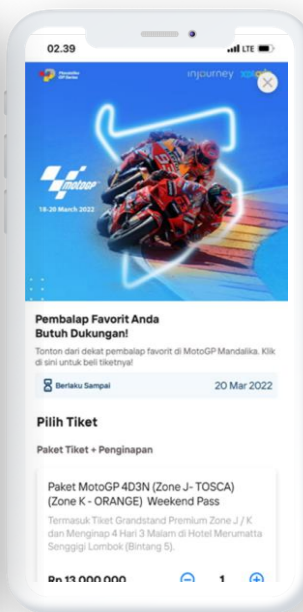 02.39
LTE
Mandalika
GP Series
injourney
MotoGP
18-20 March 2022
Pembalap Favorit Anda
Butuh Dukungan!
Tonton dari dekat pembalap favorit di MotoGP Mandalika. Klik
di sini untuk beli tiketnya!
Berlaku Sampai
20 Mar 2022
Pilih Tiket
Paket Tiket + Penginapan
Paket MotoGP 4D3N (Zone J- TOSCA)
(Zone K - ORANGE) Weekend Pass
Termasuk Tiket Grandstand Premium Zone J / K
dan Menginap 4 Hari 3 Malam di Hotel Merumatta
Senggigi Lombok (Bintang 5).
Rp 13.000.000
1